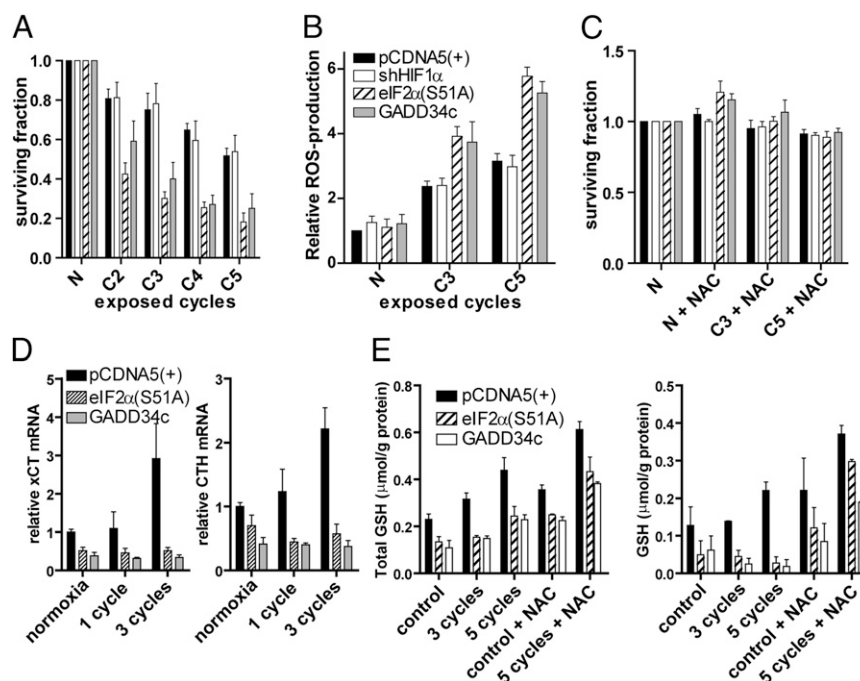 A
surviving fraction
1.0
0.8
0.6
0.4
0.2
0.0
N
C2
C3
C4
C5
exposed cycles
B
pCDNA5(+)
shHIF1α
eIF2α(S51A)
GADD34c
Relative ROS-production
6
4
2
1
N
C3
C5
exposed cycles
C
surviving fraction
1.5
1.0
0.5
0.0
N
N + NAC
C3 + NAC
C5 + NAC
D
pCDNA5(+)
eIF2α(S51A)
GADD34c
relative xCT mRNA
5
4
3
2
1
0
normoxia
1 cycle
3 cycles
relative CTH mRNA
3
2
1
0
normoxia
1 cycle
3 cycles
E
pCDNA5(+)
eIF2α(S51A)
GADD34c
Total GSH (μmol/g protein)
0.8
0.6
0.4
0.2
0.0
control
3 cycles
5 cycles
control + NAC
5 cycles + NAC
GSH (μmol/g protein)
0.5
0.4
0.3
0.2
0.1
0.0
control
3 cycles
5 cycles
control + NAC
5 cycles + NAC